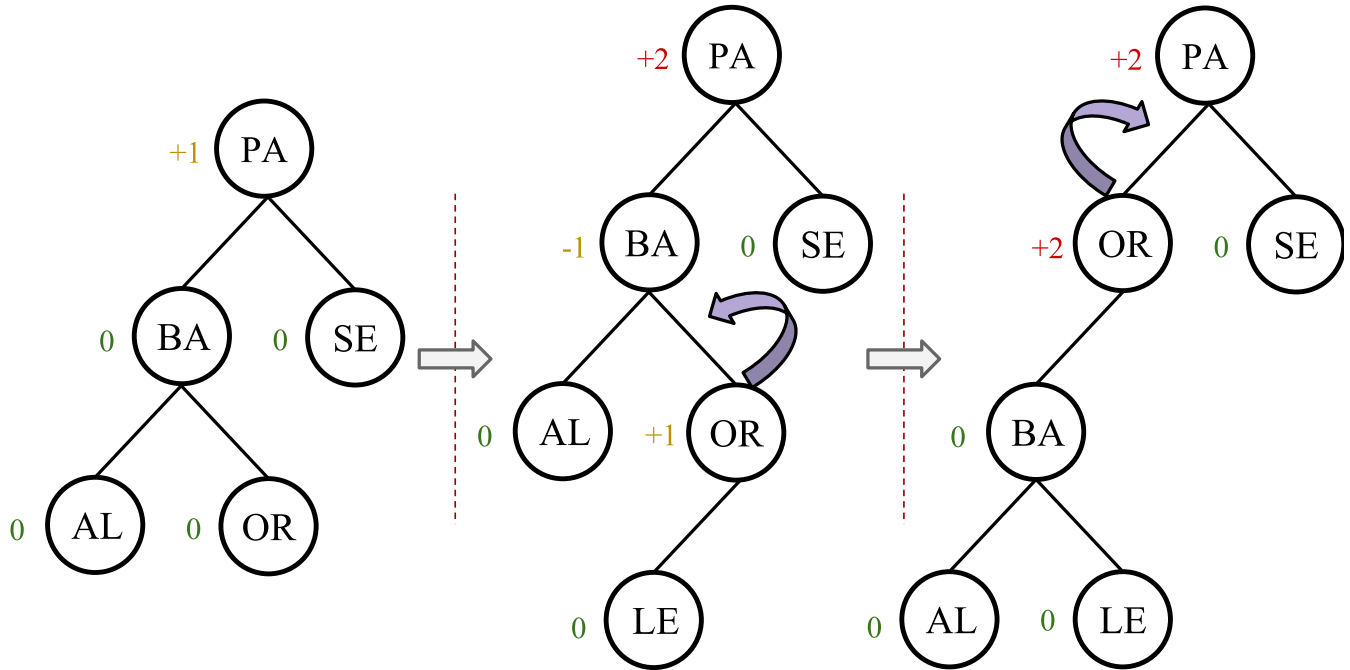 +1 PA
0 BA 0 SE
0 AL 0 OR
+2 PA
-1 BA 0 SE
0 AL +1 OR
0 LE
+2 PA
+2 OR 0 SE
0 BA
0 AL 0 LE